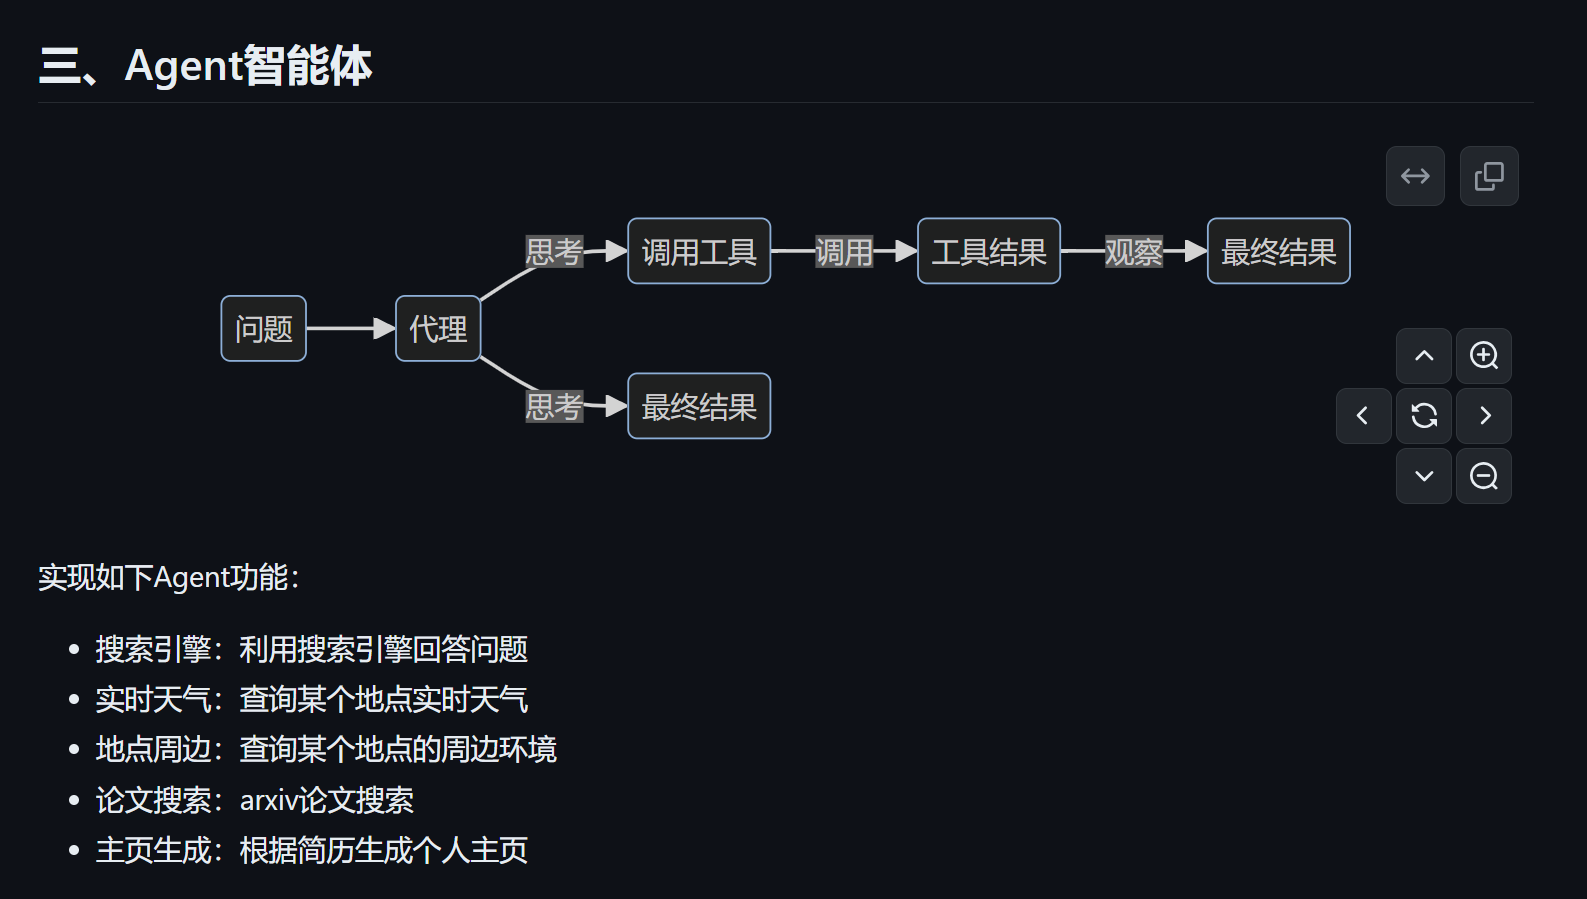 三、Agent智能体
思考 调用工具 调用 工具结果 观察 最终结果
问题 代理
思考 最终结果
实现如下Agent功能：
搜索引擎：利用搜索引擎回答问题
实时天气：查询某个地点实时天气
地点周边：查询某个地点的周边环境
论文搜索：arxiv论文搜索
主页生成：根据简历生成个人主页